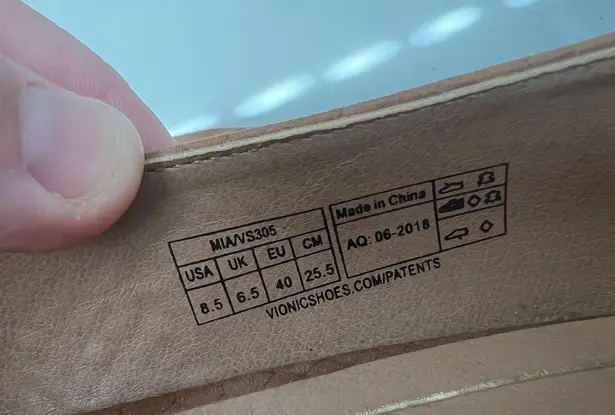 MIA/VS305
USA UK EU CM
8.5 6.5 40 25.5
Made in China
AQ: 06-2018
VIONICSHOES.COM/PATENTS